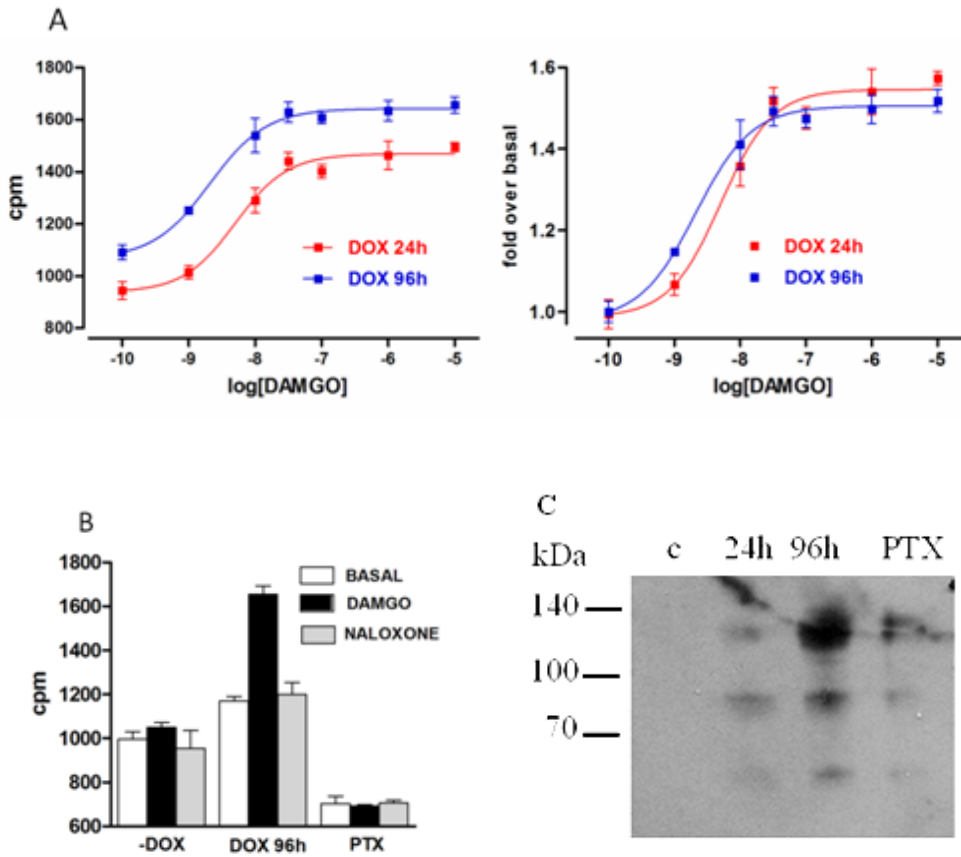 A
1800
1600
1400
1200
1000
800
cpm
DOX 24h
DOX 96h
-10 -9 -8 -7 -6 -5
log[DAMGO]
1.6
1.4
1.2
1.0
fold over basal
DOX 24h
DOX 96h
-10 -9 -8 -7 -6 -5
log[DAMGO]
B
1800
1600
1400
1200
1000
800
600
cpm
BASAL
DAMGO
NALOXONE
-DOX DOX 96h PTX
C
kDa c 24h 96h PTX
140
100
70